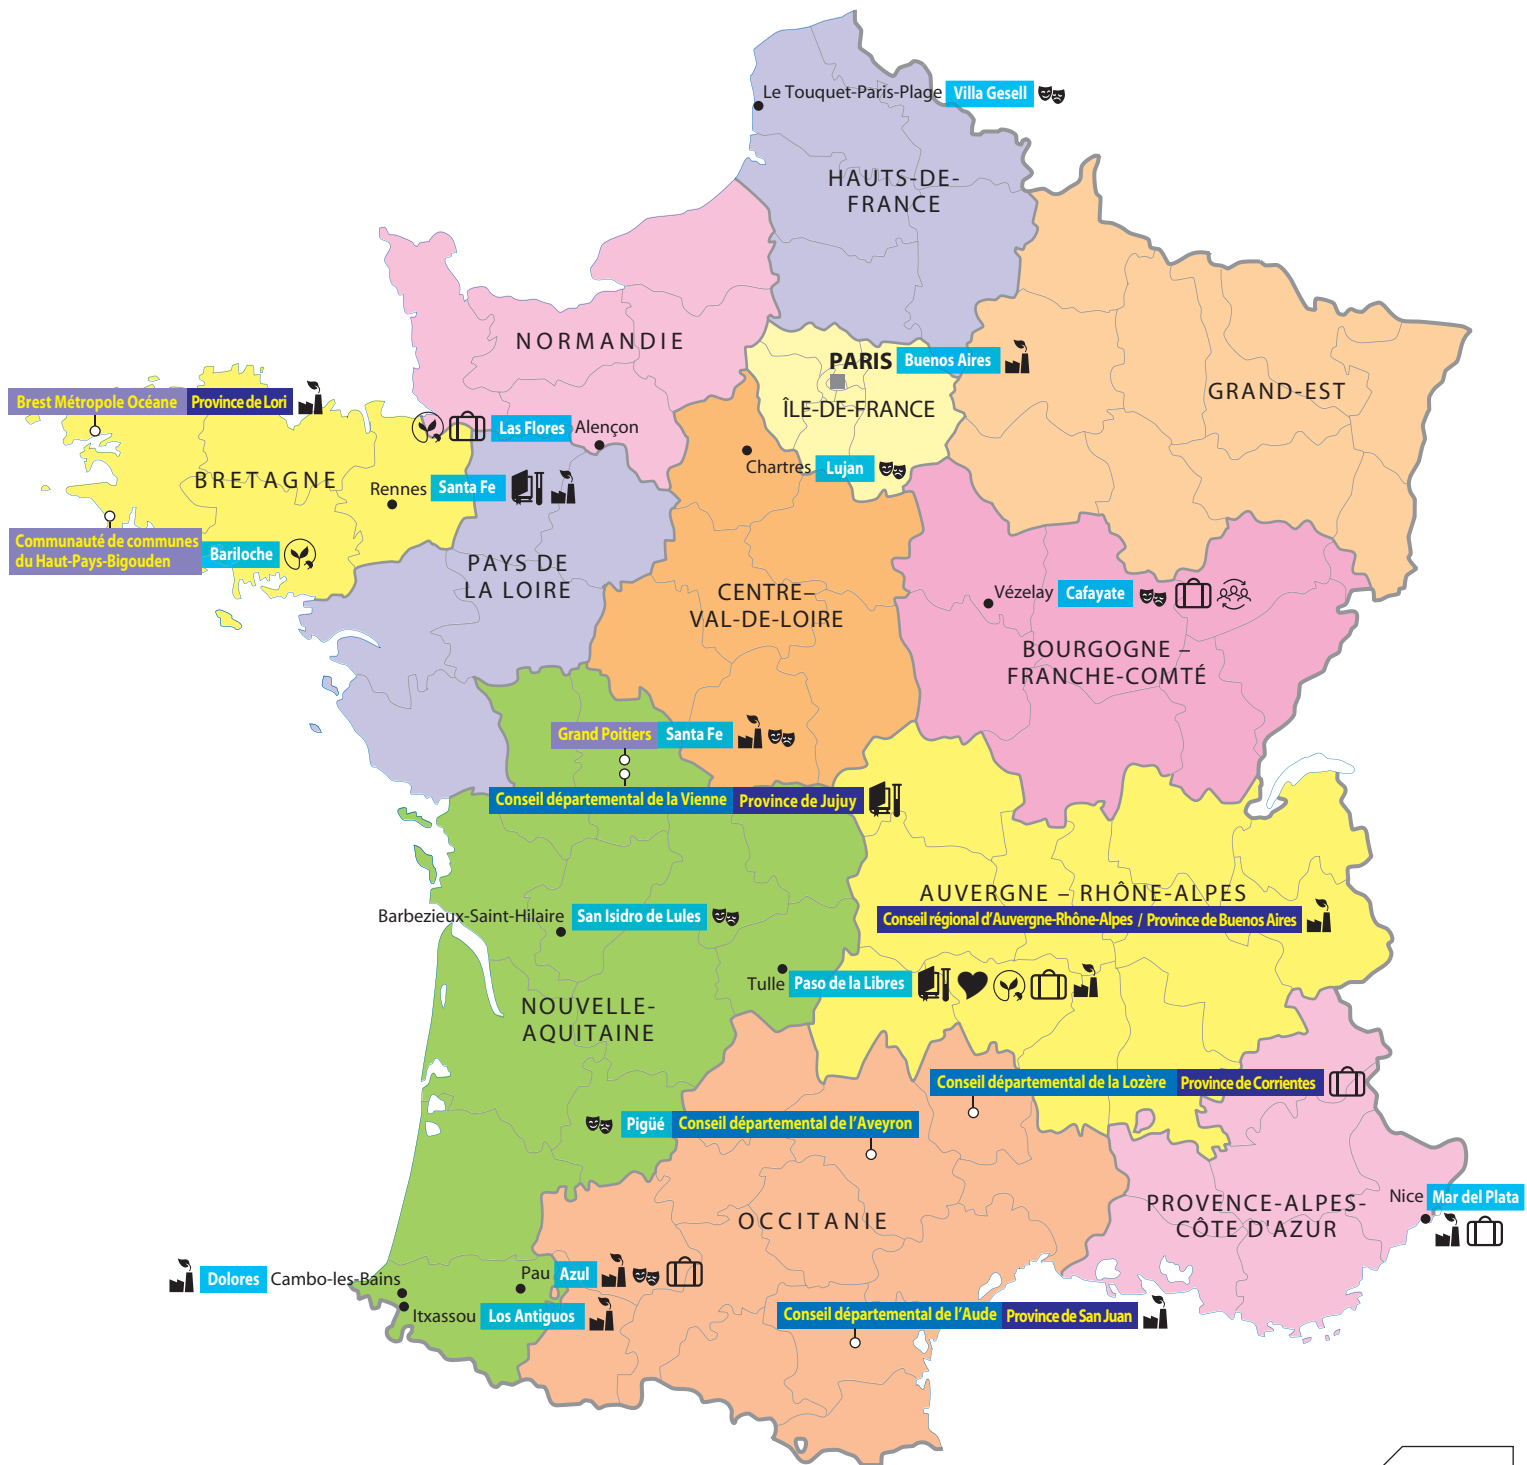 Le Touquet-Paris-Plage Villa Gesell
HAUTS-DE-
FRANCE
NORMANDIE
PARIS Buenos Aires
ÎLE-DE-FRANCE
GRAND-EST
Brest Métropole Océane Province de Lori
Las Flores Alençon
Chartres Lujan
BRETAGNE
Rennes Santa Fe
Communauté de communes
du Haut-Pays-Bigouden
Bariloche
PAYS DE
LA LOIRE
CENTRE–
VAL-DE-LOIRE
Vézelay Cafayate
BOURGOGNE –
FRANCHE-COMTÉ
Grand Poitiers Santa Fe
Conseil départemental de la Vienne Province de Jujuy
AUVERGNE – RHÔNE-ALPES
Conseil régional d'Auvergne-Rhône-Alpes / Province de Buenos Aires
Barbezieux-Saint-Hilaire San Isidro de Lules
Tulle Paso de la Libres
NOUVELLE-
AQUITAINE
Conseil départemental de la Lozère Province de Corrientes
Pigüé Conseil départemental de l'Aveyron
Nice Mar del Plata
PROVENCE-ALPES-
CÔTE D'AZUR
OCCITANIE
Dolores Cambo-les-Bains
Pau Azul
Itxassou Los Antiguos
Conseil départemental de l'Aude Province de San Juan